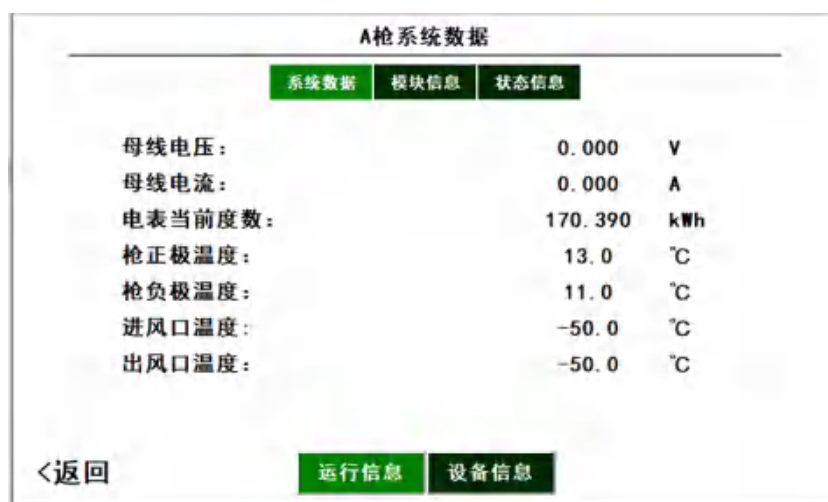 A枪系统数据
系统数据 模块信息 状态信息
母线电压： 0.000 V
母线电流： 0.000 A
电表当前度数： 170.390 kWh
枪正极温度： 13.0 ℃
枪负极温度： 11.0 ℃
进风口温度： -50.0 ℃
出风口温度： -50.0 ℃
<返回 运行信息 设备信息